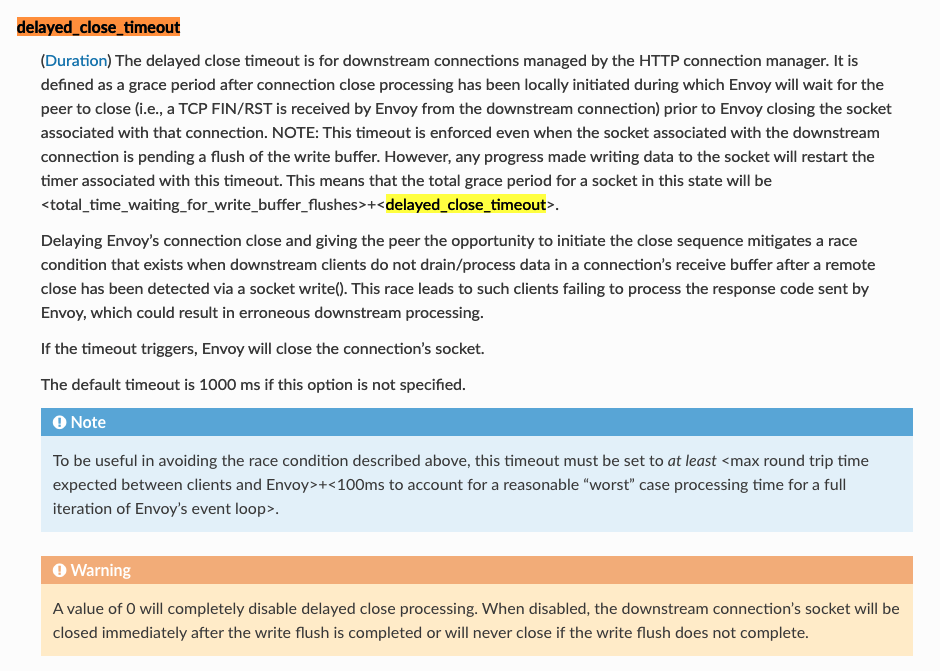 delayed_close_timeout
(Duration) The delayed close timeout is for downstream connections managed by the HTTP connection manager. It is
defined as a grace period after connection close processing has been locally initiated during which Envoy will wait for the
peer to close (i.e., a TCP FIN/RST is received by Envoy from the downstream connection) prior to Envoy closing the socket
associated with that connection. NOTE: This timeout is enforced even when the socket associated with the downstream
connection is pending a flush of the write buffer. However, any progress made writing data to the socket will restart the
timer associated with this timeout. This means that the total grace period for a socket in this state will be
<total_time_waiting_for_write_buffer_flushes>+<delayed_close_timeout>.
Delaying Envoy’s connection close and giving the peer the opportunity to initiate the close sequence mitigates a race
condition that exists when downstream clients do not drain/process data in a connection’s receive buffer after a remote
close has been detected via a socket write(). This race leads to such clients failing to process the response code sent by
Envoy, which could result in erroneous downstream processing.
If the timeout triggers, Envoy will close the connection’s socket.
The default timeout is 1000 ms if this option is not specified.
Note
To be useful in avoiding the race condition described above, this timeout must be set to at least <max round trip time
expected between clients and Envoy>+<100ms to account for a reasonable “worst” case processing time for a full
iteration of Envoy’s event loop>.
Warning
A value of 0 will completely disable delayed close processing. When disabled, the downstream connection’s socket will be
closed immediately after the write flush is completed or will never close if the write flush does not complete.